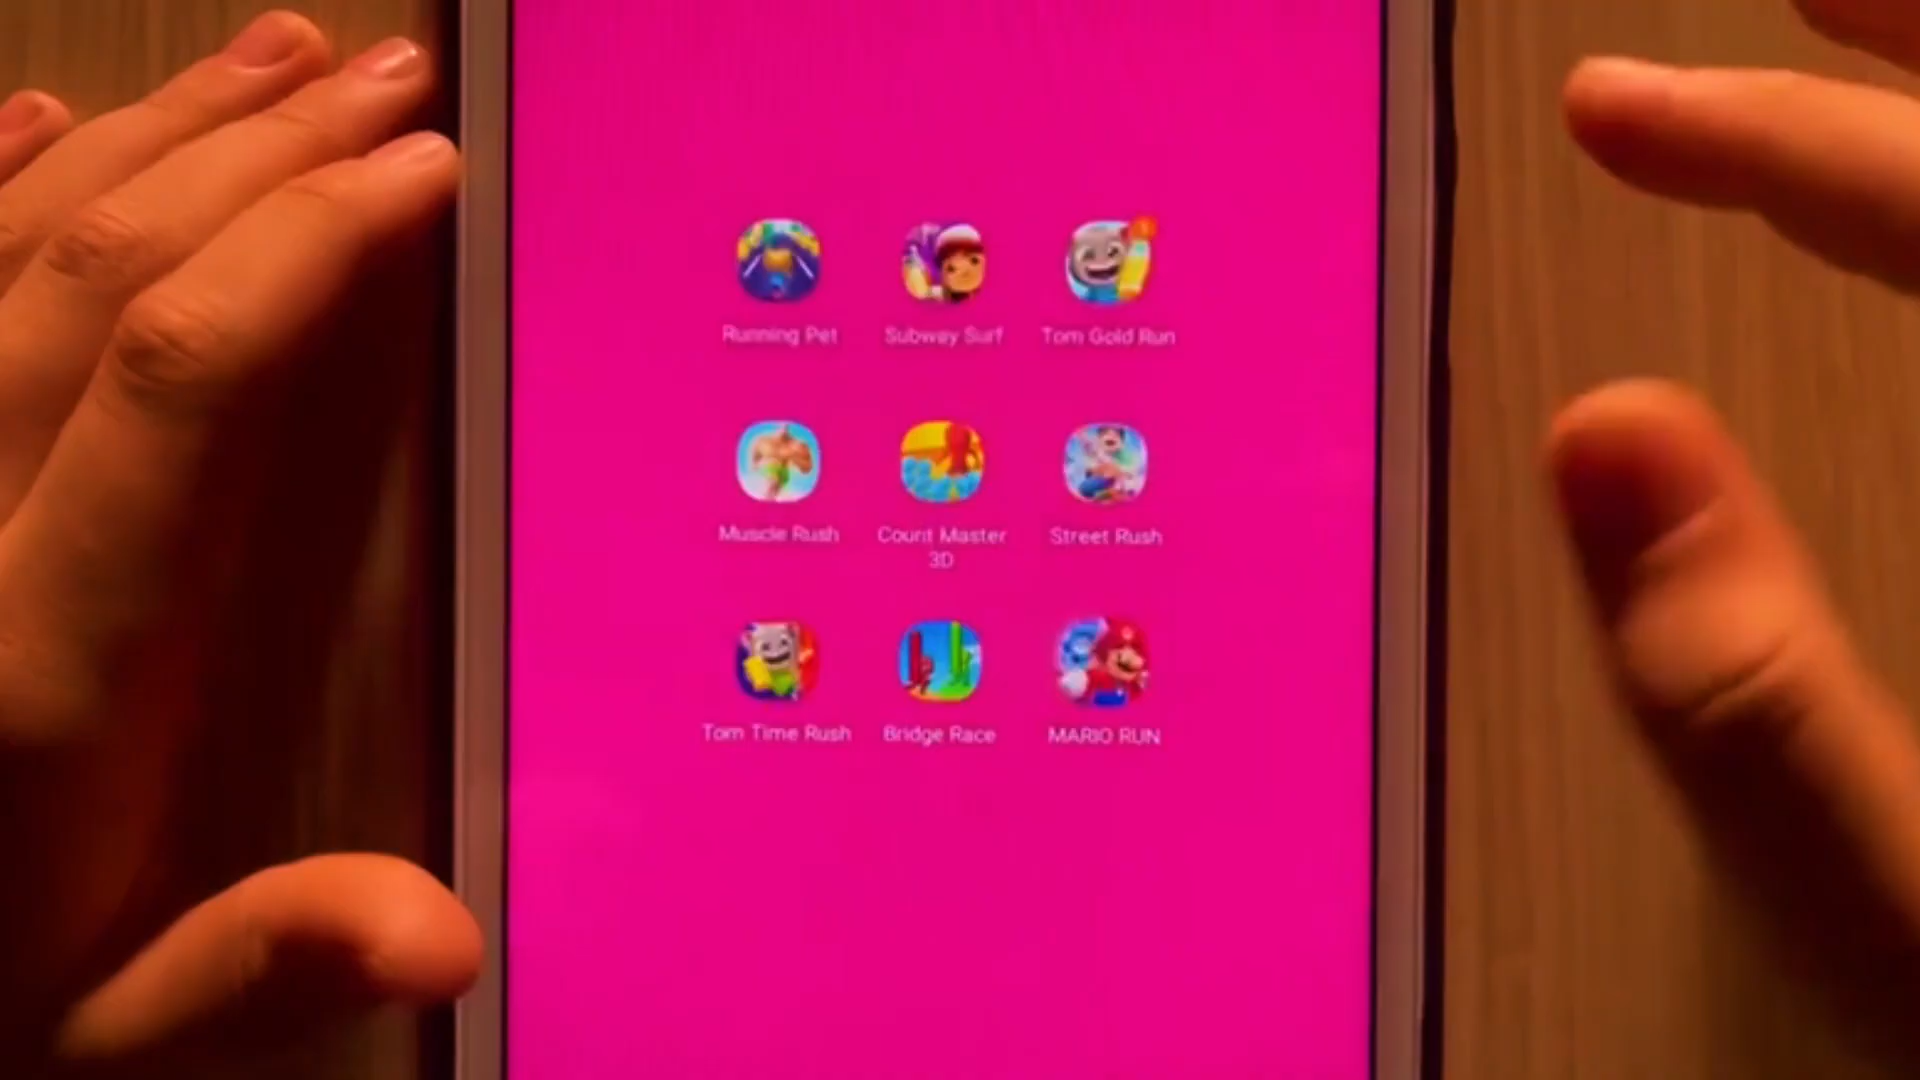 Running Pet
Subway Surf
Tom Gold Run
Muscle Rush
Count Master
3D
Street Rush
Tom Time Rush
Bridge Race
MARIO RUN